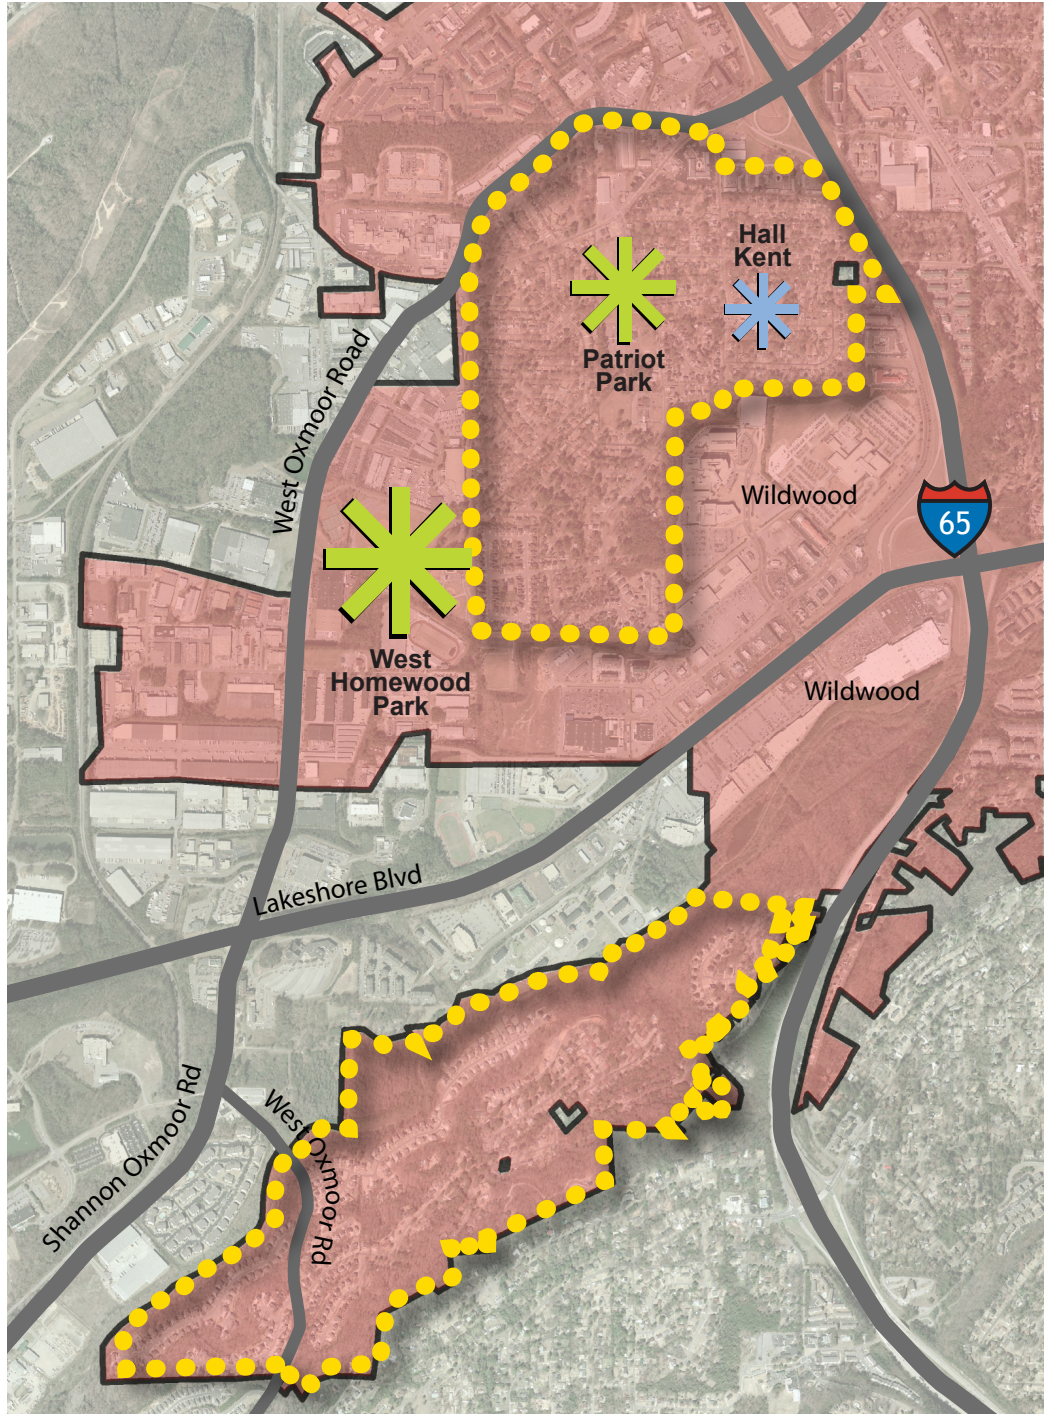 Hall
Kent
Patriot
Park
West Oxmoor Road
Wildwood
65
West
Homewood
Park
Wildwood
Lakeshore Blvd
Shannon Oxmoor Rd
West Oxmoor Rd